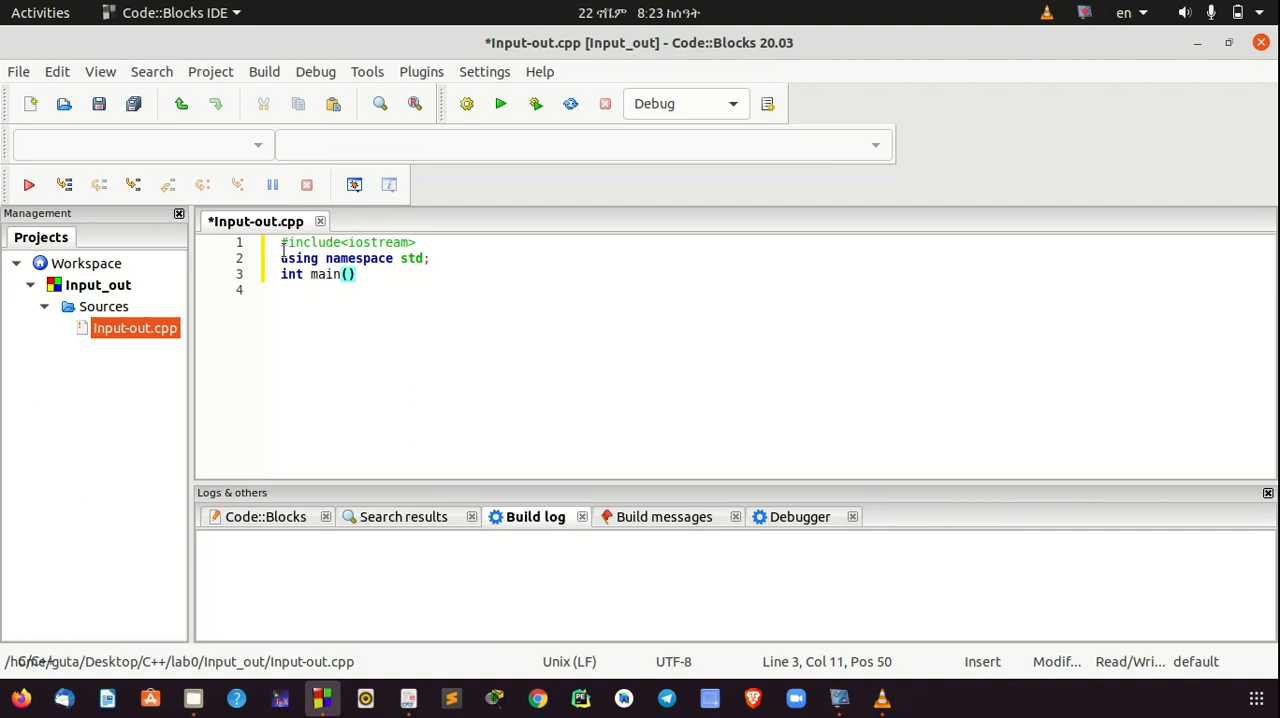 Activities Code::Blocks IDE 22 ኖቬም 8:23 ከሰዓት en
*Input-out.cpp [Input_out] - Code::Blocks 20.03
File Edit View Search Project Build Debug Tools Plugins Settings Help
Debug
Management
*Input-out.cpp
Projects
Workspace
Input_out
Sources
Input-out.cpp
1 #include<iostream>
2 using namespace std;
3 int main()
4
Logs & others
Code::Blocks Search results Build log Build messages Debugger
/home/guta/Desktop/C++/lab0/Input_out/Input-out.cpp Unix (LF) UTF-8 Line 3, Col 11, Pos 50 Insert Modif... Read/Wri... default